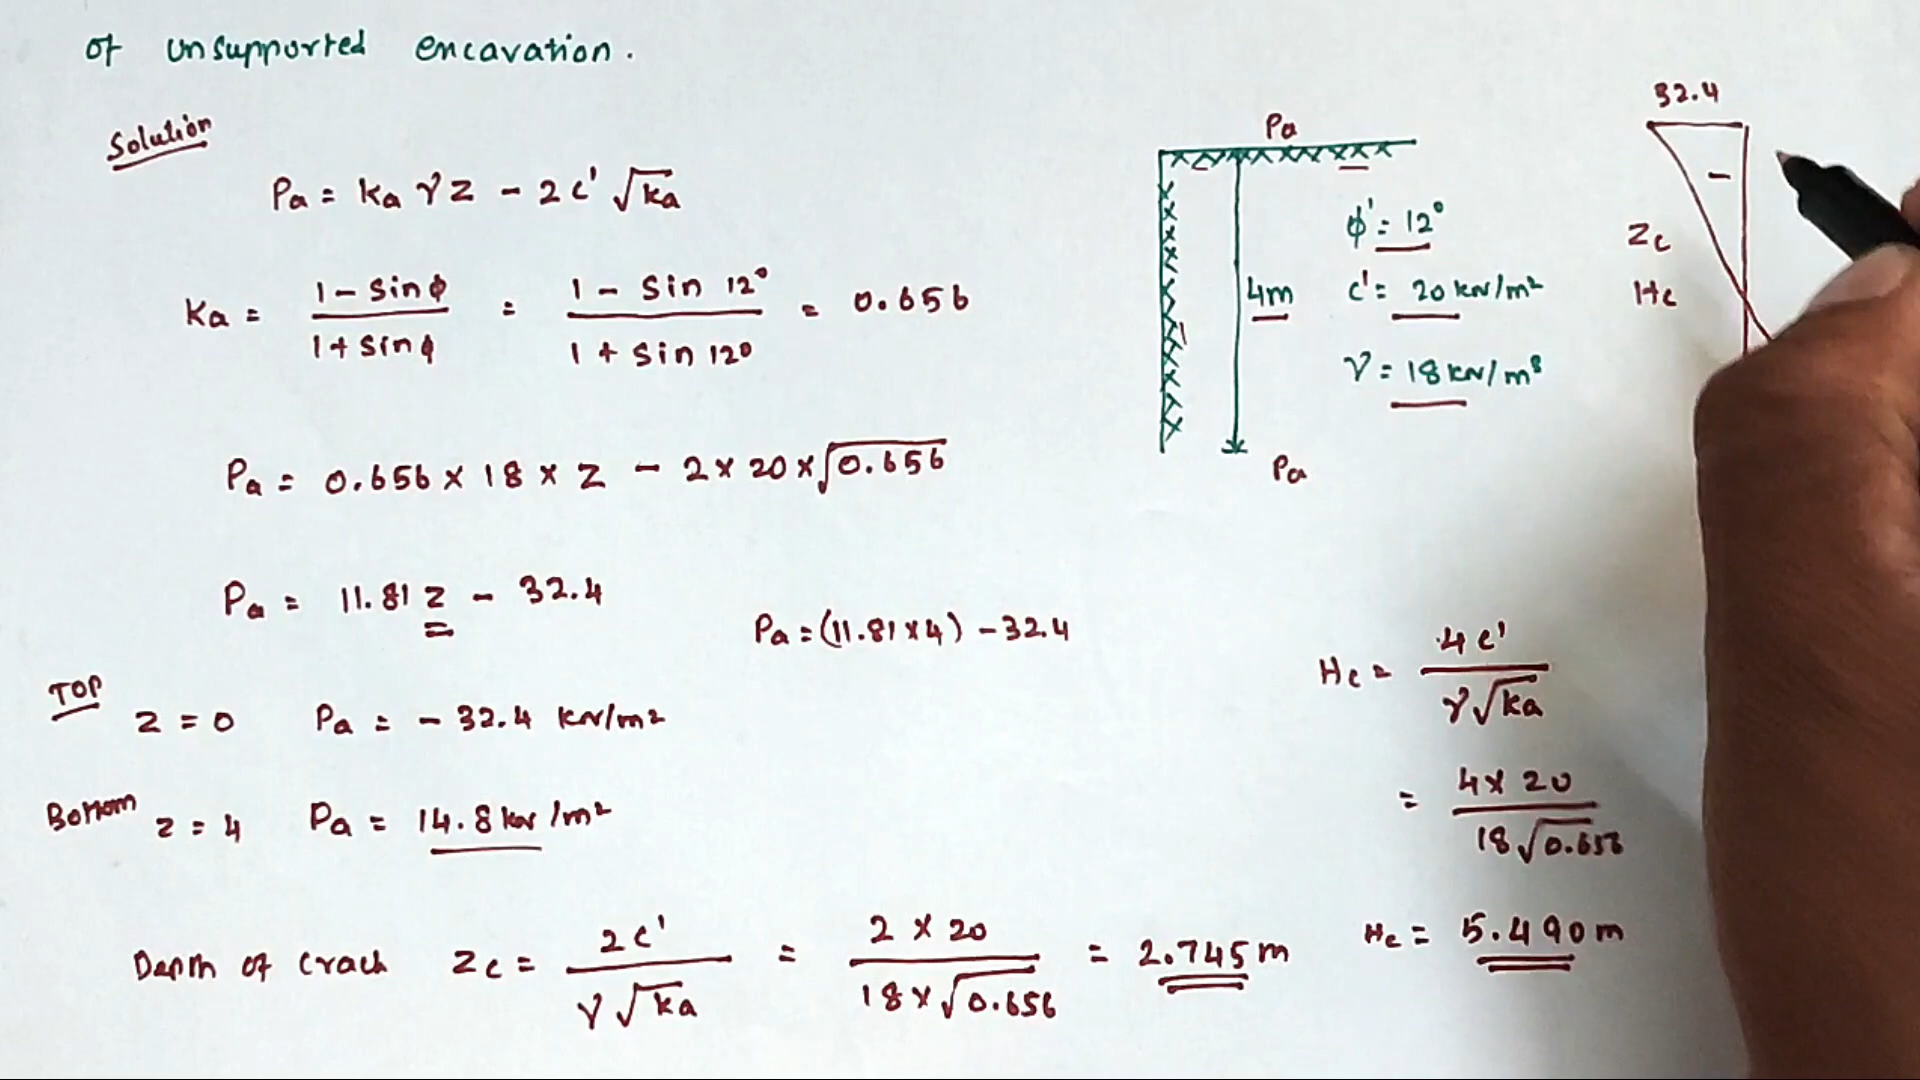 of unsupported encavation.
Solution
Pa = ka γ z - 2 c' √ka
ka = 1 - sin ϕ / 1 + sin ϕ = 1 - sin 12° / 1 + sin 12° = 0.656
Pa = 0.656 x 18 x z - 2 x 20 x √0.656
Pa = 11.81 z - 32.4
Pa = (11.81 x 4) - 32.4
TOP
z = 0 Pa = - 32.4 kN/m2
Bottom
z = 4 Pa = 14.8 kN/m2
Depth of crack zc = 2c' / γ √ka = 2 x 20 / 18 x √0.656 = 2.745 m
Pa
ϕ' = 12°
4m
c' = 20 kN/m2
γ = 18 kN/m3
Pa
32.4
-
Zc
Hc
Hc = 4c' / γ√ka
= 4 x 20 / 18 √0.656
Hc = 5.490 m